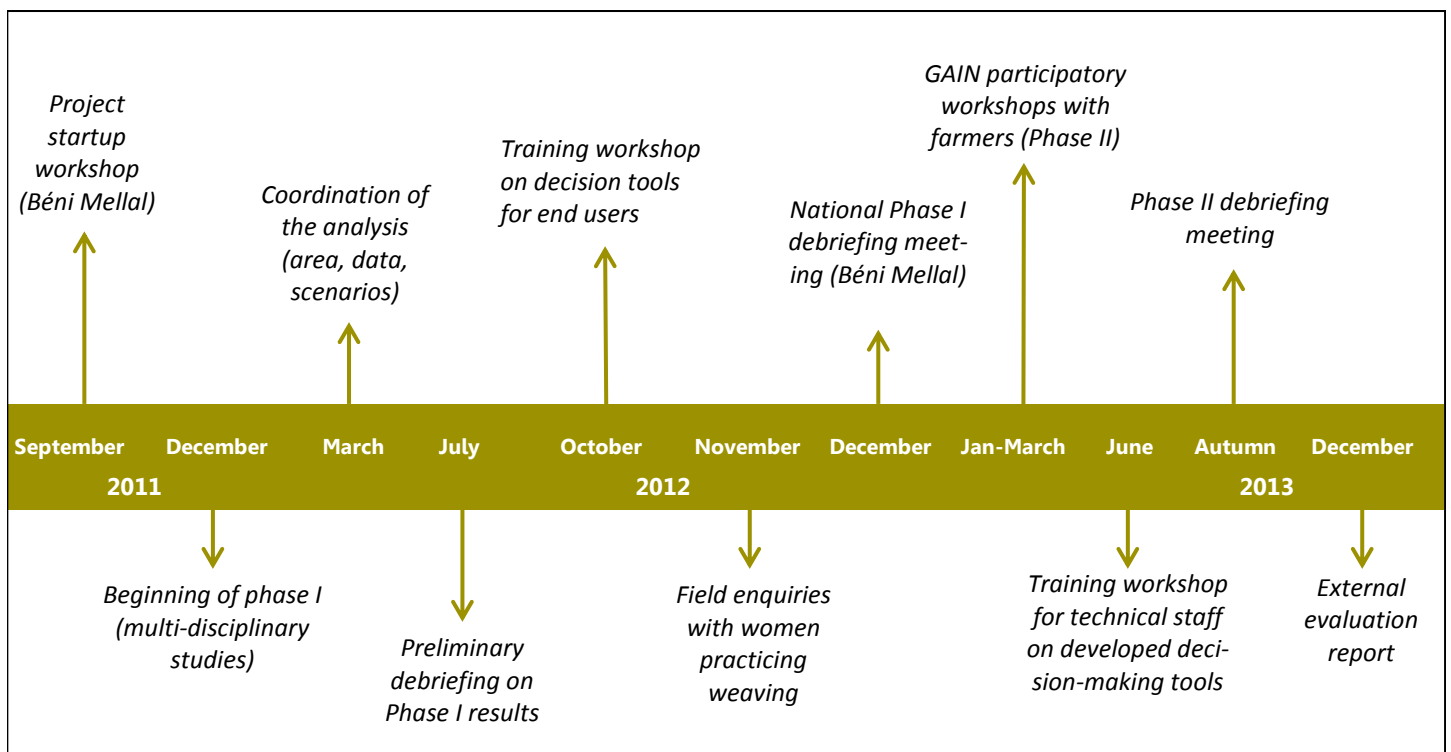 Project
startup
workshop
(Béni Mellal)
Coordination of
the analysis
(area, data,
scenarios)
Training workshop
on decision tools
for end users
National Phase I
debriefing meet-
ing (Béni Mellal)
GAIN participatory
workshops with
farmers (Phase II)
Phase II debriefing
meeting
September December March July October November December Jan-March June Autumn December
2011 2012 2013
Beginning of phase I
(multi-disciplinary
studies)
Preliminary
debriefing on
Phase I results
Field enquiries
with women
practicing
weaving
Training workshop
for technical staff
on developed deci-
sion-making tools
External
evaluation
report